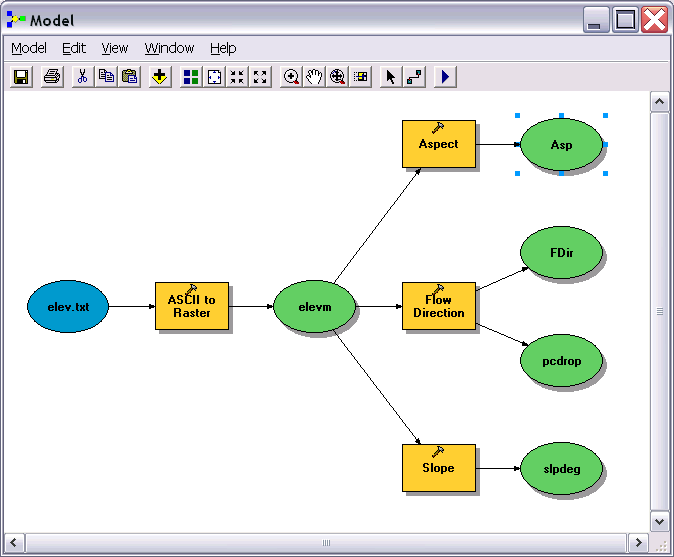 Model
Model Edit View Window Help
Aspect
Asp
FDir
elev.txt
ASCII to
Raster
elevm
Flow
Direction
pcdrop
Slope
slpdeg